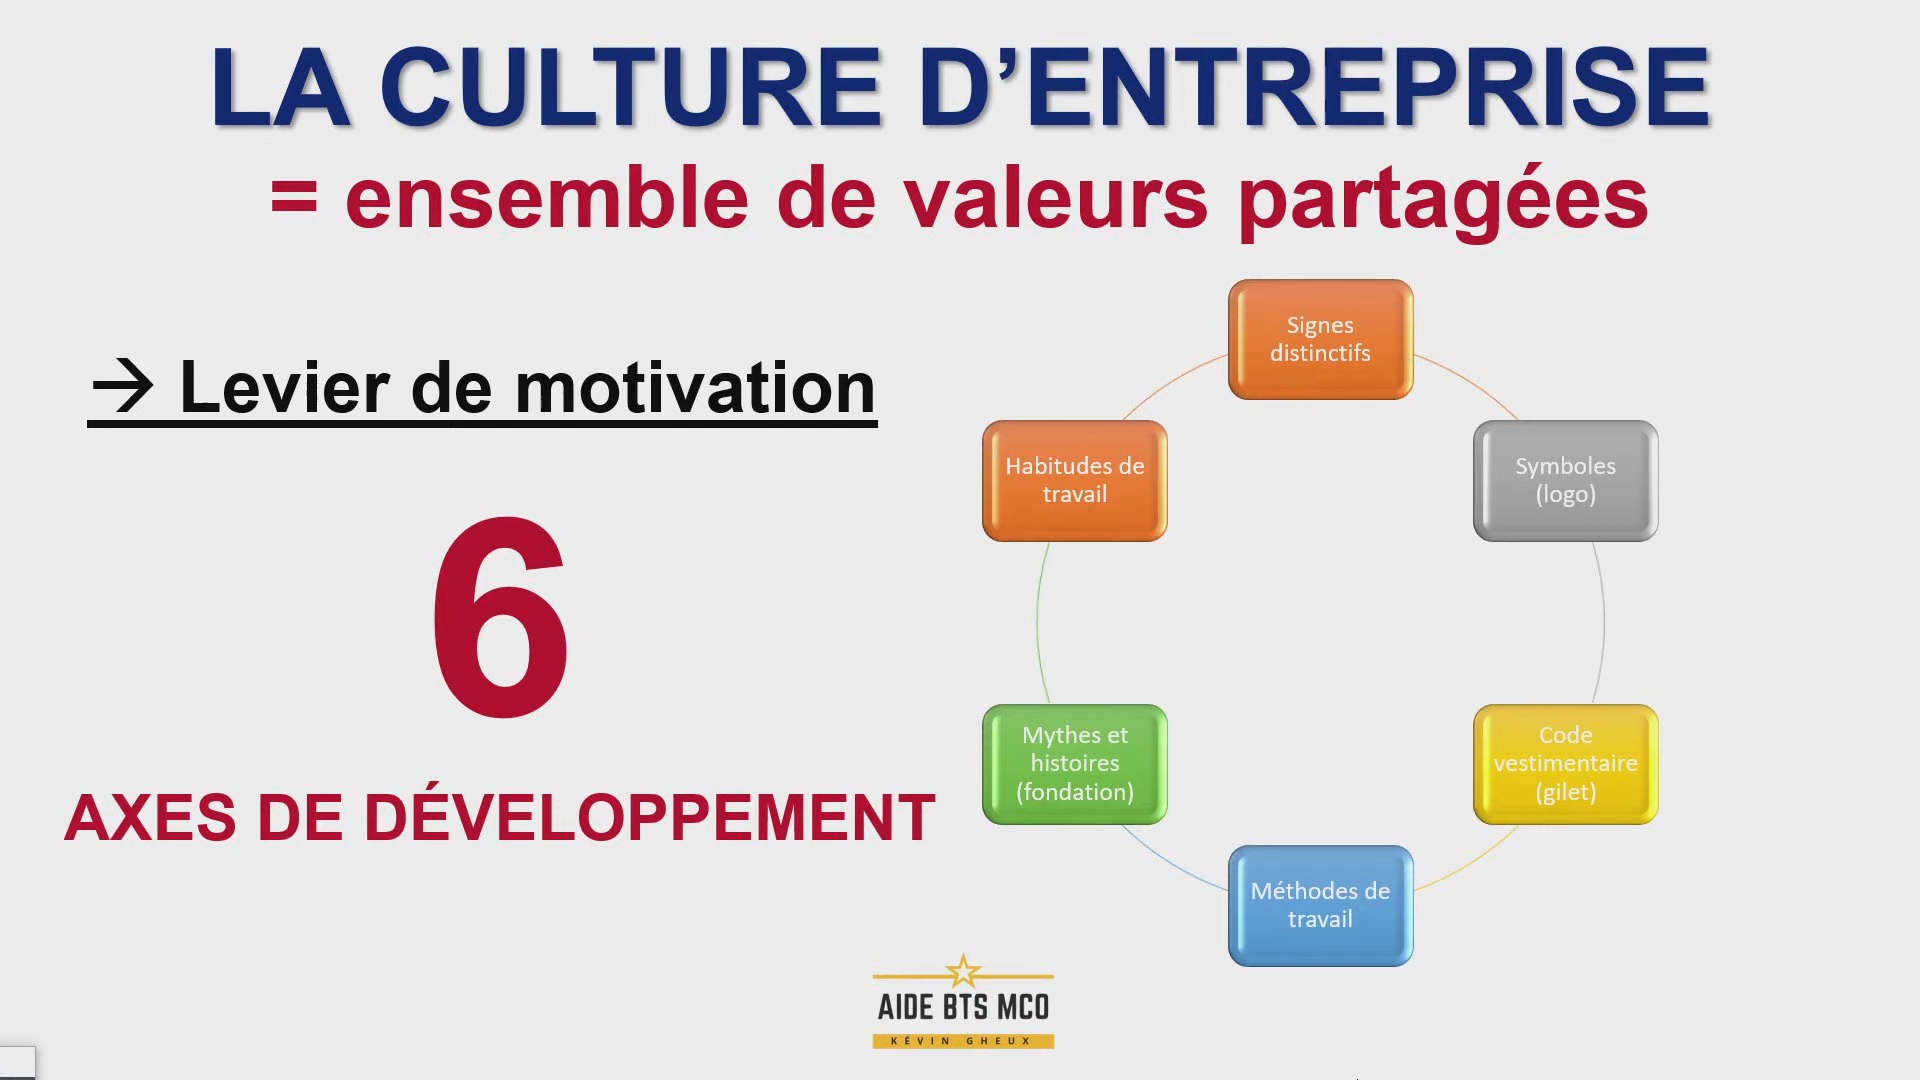 LA CULTURE D’ENTREPRISE
= ensemble de valeurs partagées
→ Levier de motivation
6
AXES DE DÉVELOPPEMENT
Signes
distinctifs
Symboles
(logo)
Code
vestimentaire
(gilet)
Méthodes de
travail
Mythes et
histoires
(fondation)
Habitudes de
travail
AIDE BTS MCO
KÉVIN GHEUX